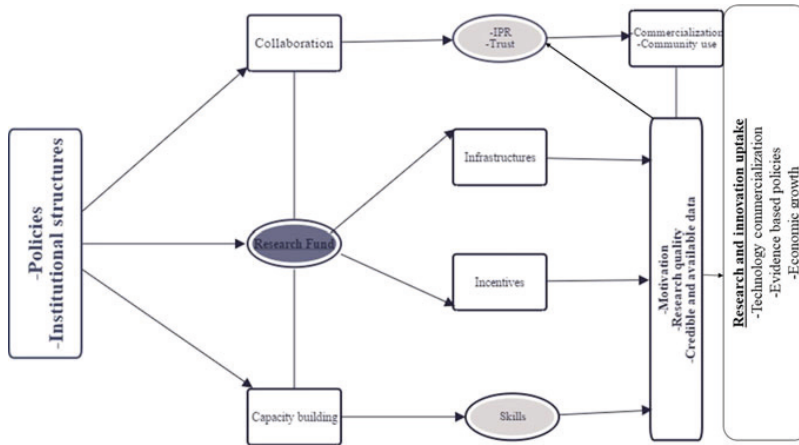 -Policies
-Institutional structures
Collaboration
Research Fund
Capacity building
-IPR
-Trust
Infrastructures
Incentives
Skills
-Commercialization
-Community use
-Motivation
-Research quality
-Credible and available data
Research and innovation uptake
-Technology commercialization
-Evidence based policies
-Economic growth